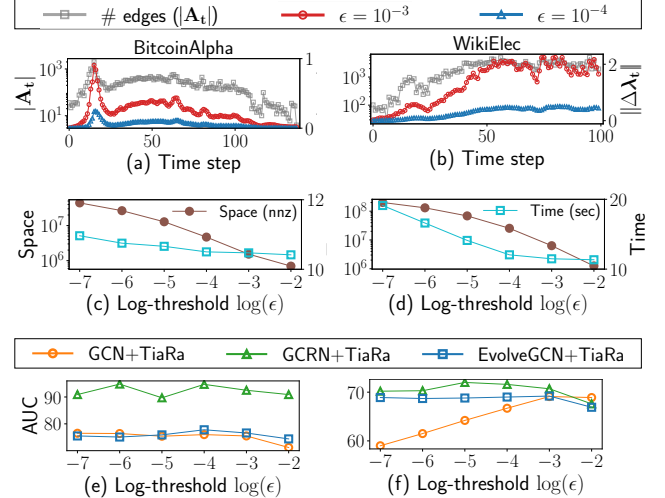 # edges (|A_t|) ϵ = 10^{-3} ϵ = 10^{-4}
BitcoinAlpha WikiElec
|A_t| 10^3 10^1 1 0 10^3 10^2 2 0 ||Δλ_t||
0 50 100 0 50 100
(a) Time step (b) Time step
Space 10^7 10^6 Space (nnz) 12 10 10^8 10^7 10^6 Time (sec) 20 10 Time
−7 −6 −5 −4 −3 −2 −7 −6 −5 −4 −3 −2
(c) Log-threshold log(ϵ) (d) Log-threshold log(ϵ)
GCN+TiaRa GCRN+TiaRa EvolveGCN+TiaRa
AUC 90 80 70 60
−7 −6 −5 −4 −3 −2 −7 −6 −5 −4 −3 −2
(e) Log-threshold log(ϵ) (f) Log-threshold log(ϵ)